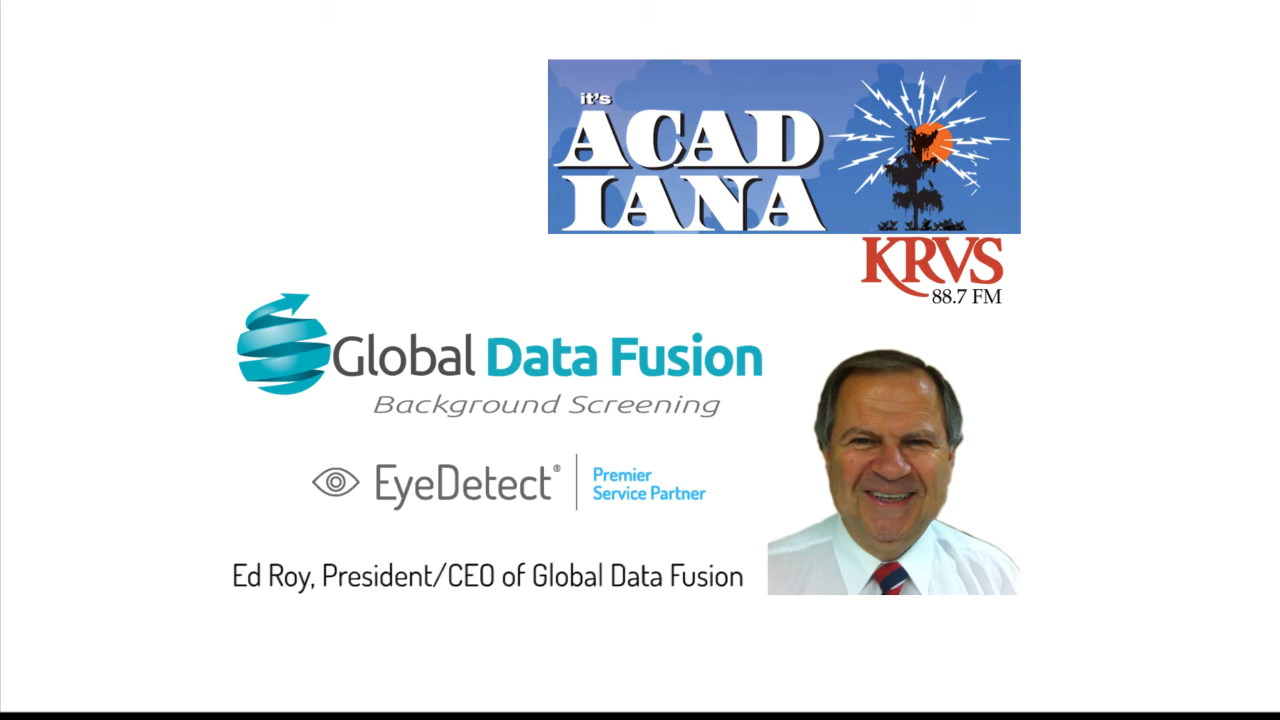 it's
ACAD
IANA
KRVS
88.7 FM
Global Data Fusion
Background Screening
EyeDetect® | Premier
Service Partner
Ed Roy, President/CEO of Global Data Fusion